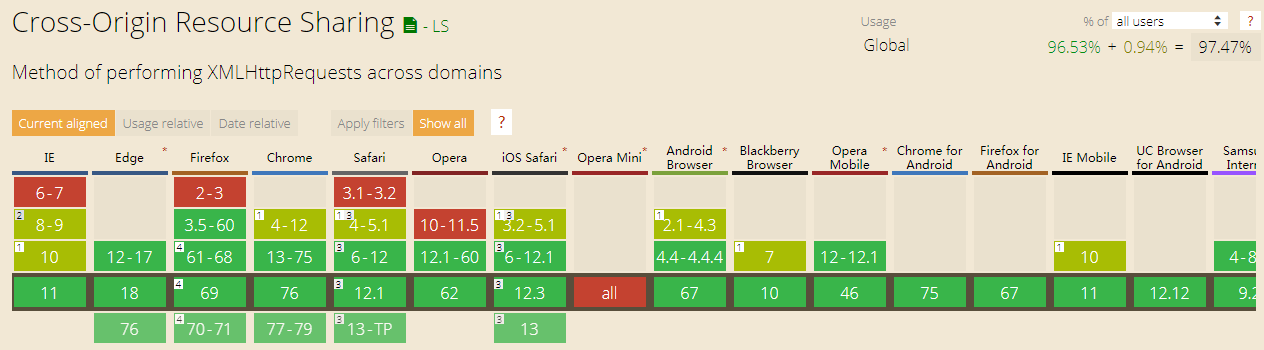 Cross-Origin Resource Sharing - LS
Usage % of all users ?
Global 96.53% + 0.94% = 97.47%
Method of performing XMLHttpRequests across domains
Current aligned Usage relative Date relative Apply filters Show all ?
IE Edge * Firefox Chrome Safari Opera iOS Safari * Opera Mini * Android Browser * Blackberry Browser Opera Mobile * Chrome for Android Firefox for Android IE Mobile UC Browser for Android
6-7 2-3 3.1-3.2
2 8-9 3.5-60 1 4-12 1 3 4-5.1 10-11.5 1 3 3.2-5.1 1 2.1-4.3
1 10 12-17 4 61-68 13-75 3 6-12 12.1-60 3 6-12.1 4.4-4.4.4 1 7 12-12.1 1 10 4-8
11 18 4 69 76 3 12.1 62 3 12.3 all 67 10 46 75 67 11 12.12 9.2
76 4 70-71 77-79 3 13-TP 3 13